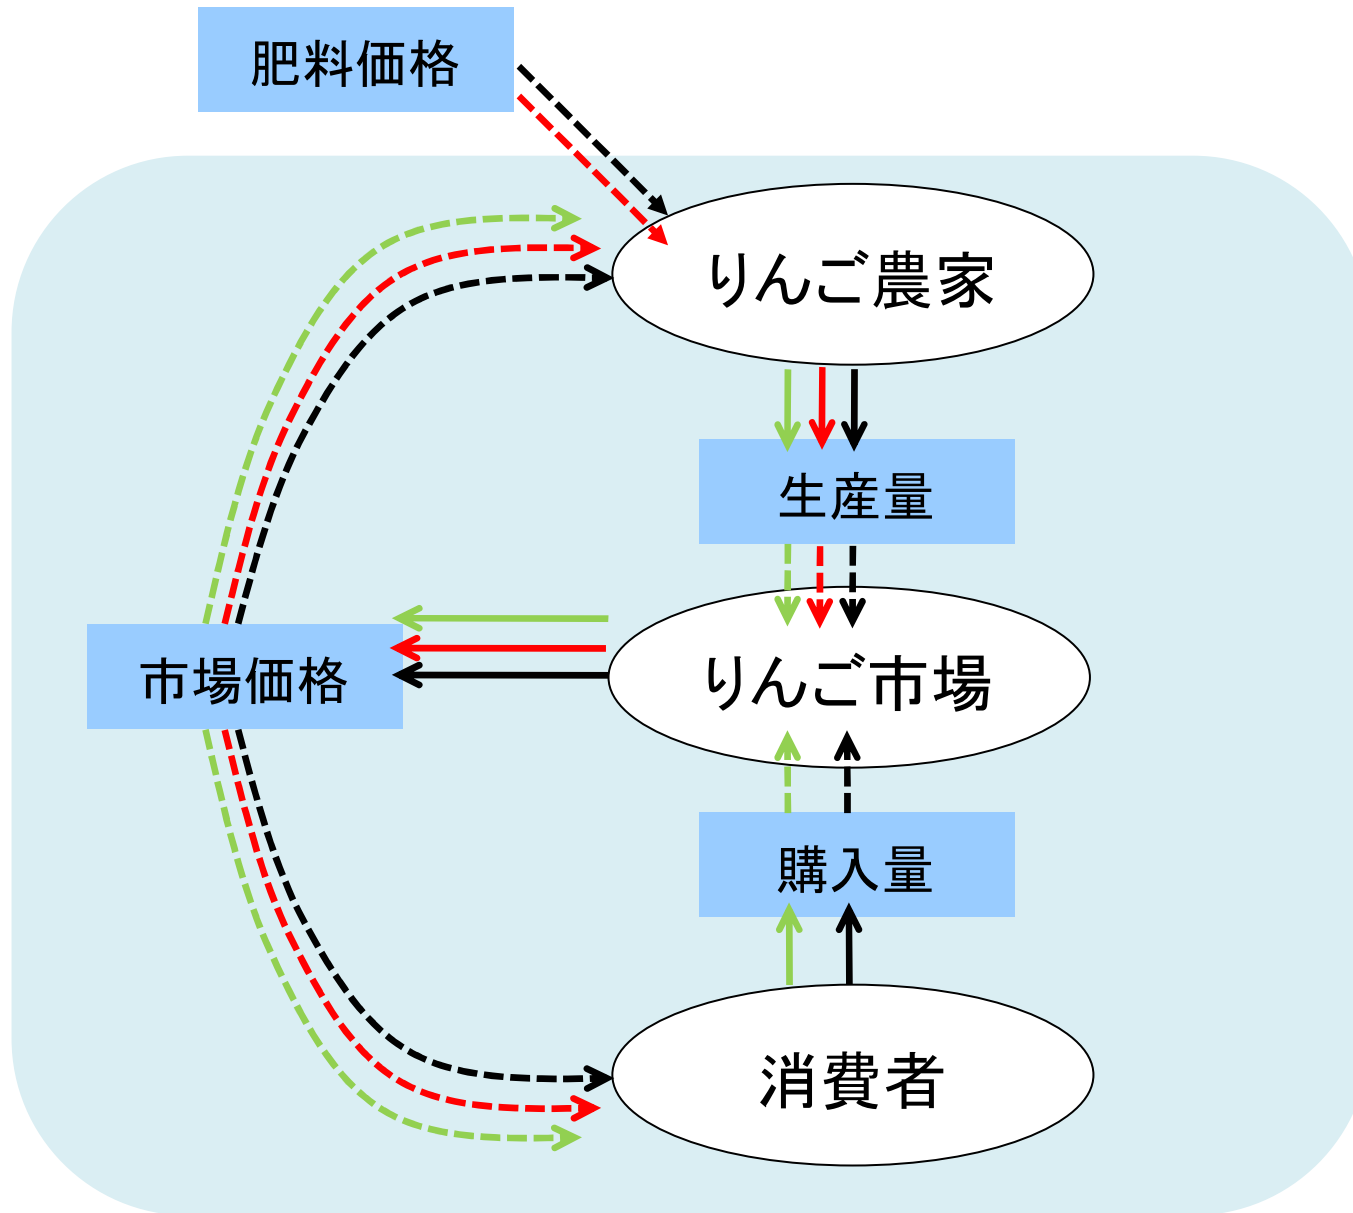 肥料価格
りんご農家
生産量
市場価格
りんご市場
購入量
消費者